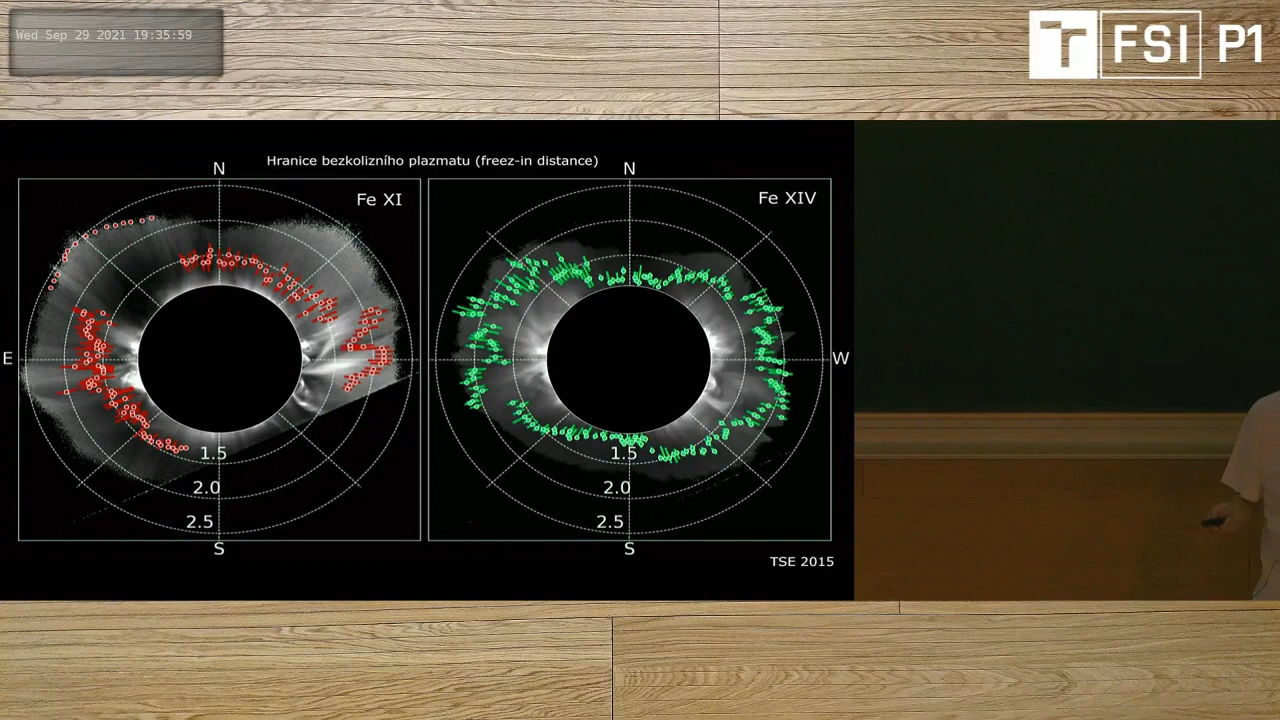 Wed Sep 29 2021 19:35:59
T FSI P1
Hranice bezkolizního plazmatu (freez-in distance)
N
N
Fe XI
Fe XIV
E
W
1.5
1.5
2.0
2.0
2.5
2.5
S
S
TSE 2015